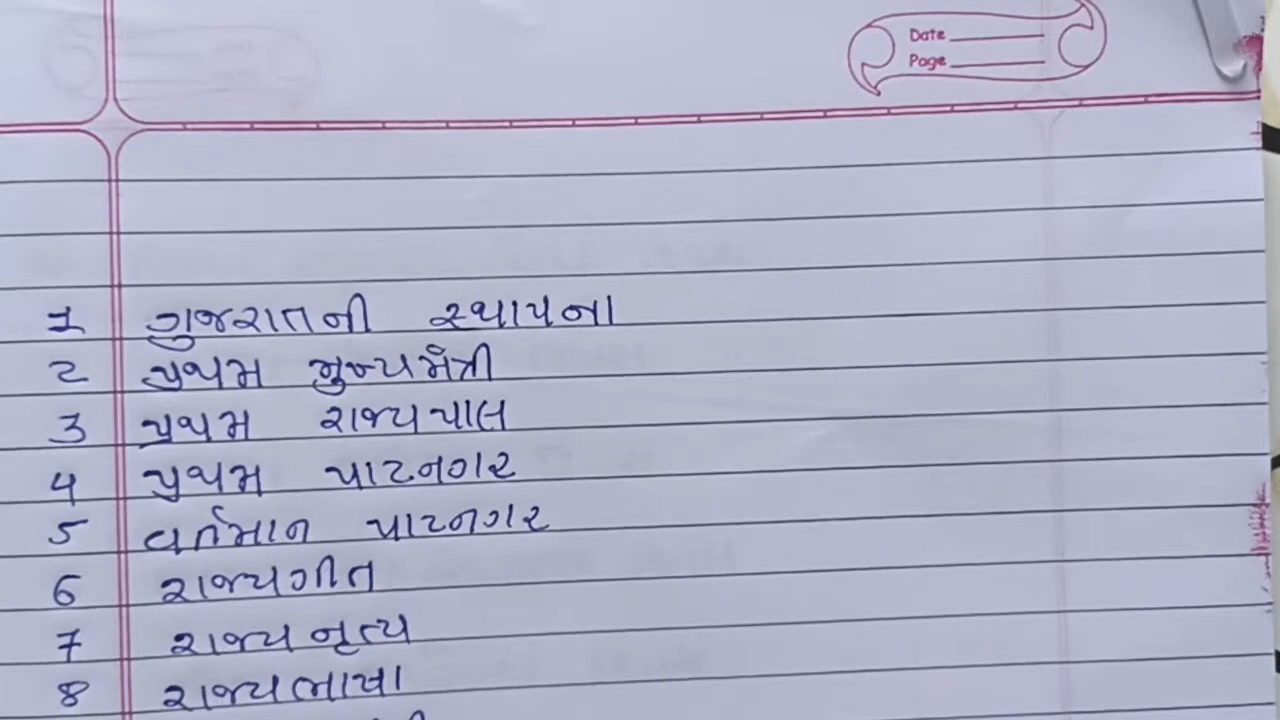 Date
Page
1 ગુજરાતની સ્થાપના
2 પ્રથમ મુખ્યમંત્રી
3 પ્રથમ રાજ્યપાલ
4 પ્રથમ પાટનગર
5 વર્તમાન પાટનગર
6 રાજ્યગીત
7 રાજ્ય નૃત્ય
8 રાજ્યભાષા